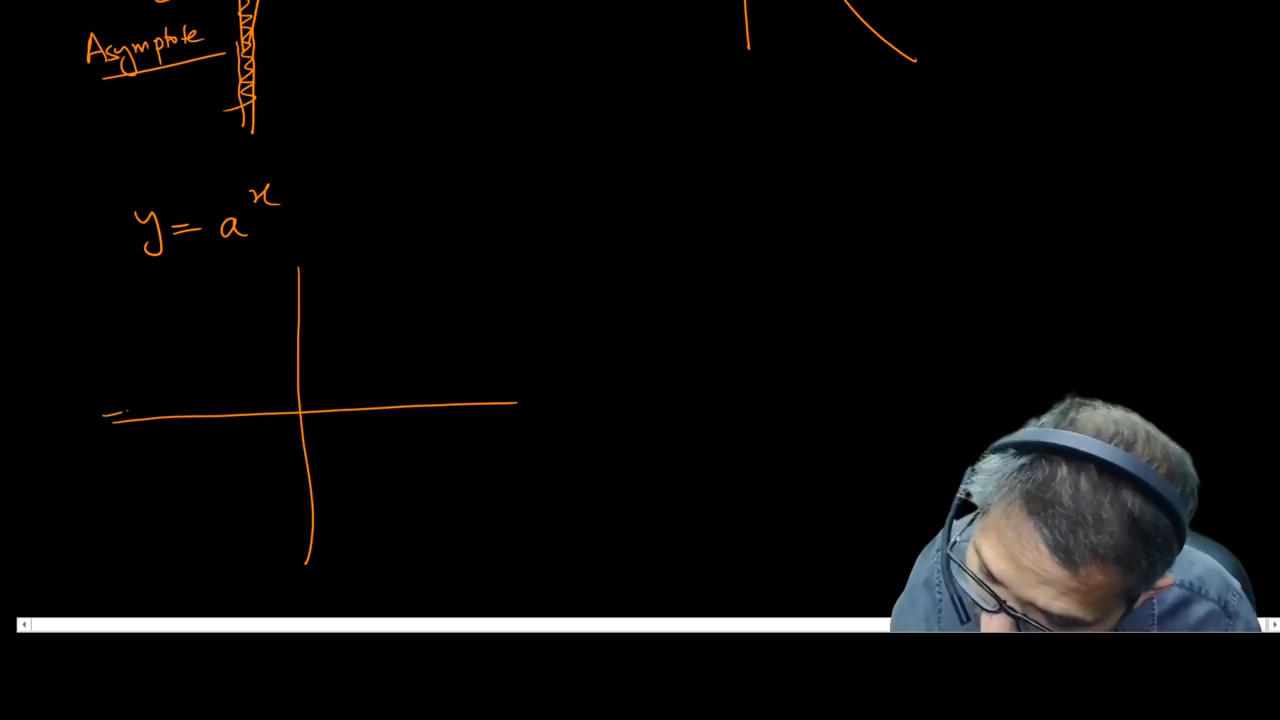 Asymptote
y = a^x